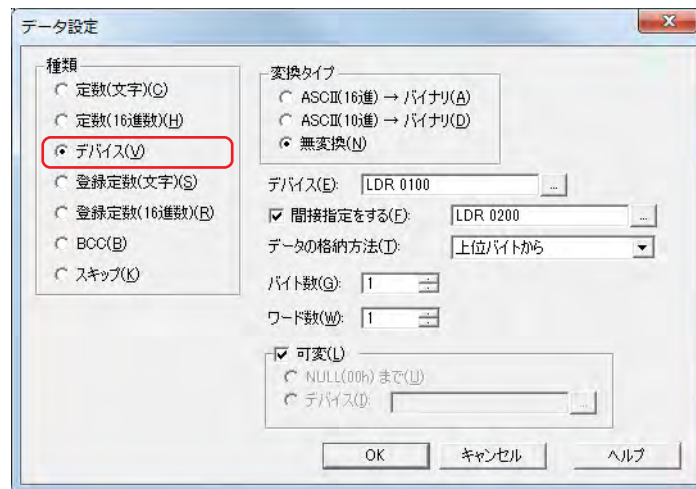 データ設定
種類
定数(文字)(C)
定数(16進数)(H)
デバイス(V)
登録定数(文字)(S)
登録定数(16進数)(R)
BCC(B)
スキップ(K)
変換タイプ
ASCII(16進) → バイナリ(A)
ASCII(10進) → バイナリ(D)
無変換(N)
デバイス(E): LDR 0100 ...
間接指定をする(F): LDR 0200 ...
データの格納方法(T): 上位バイトから
バイト数(G): 1
ワード数(W): 1
可変(L)
NULL(00h) まで(U)
デバイス(I): ...
OK キャンセル ヘルプ